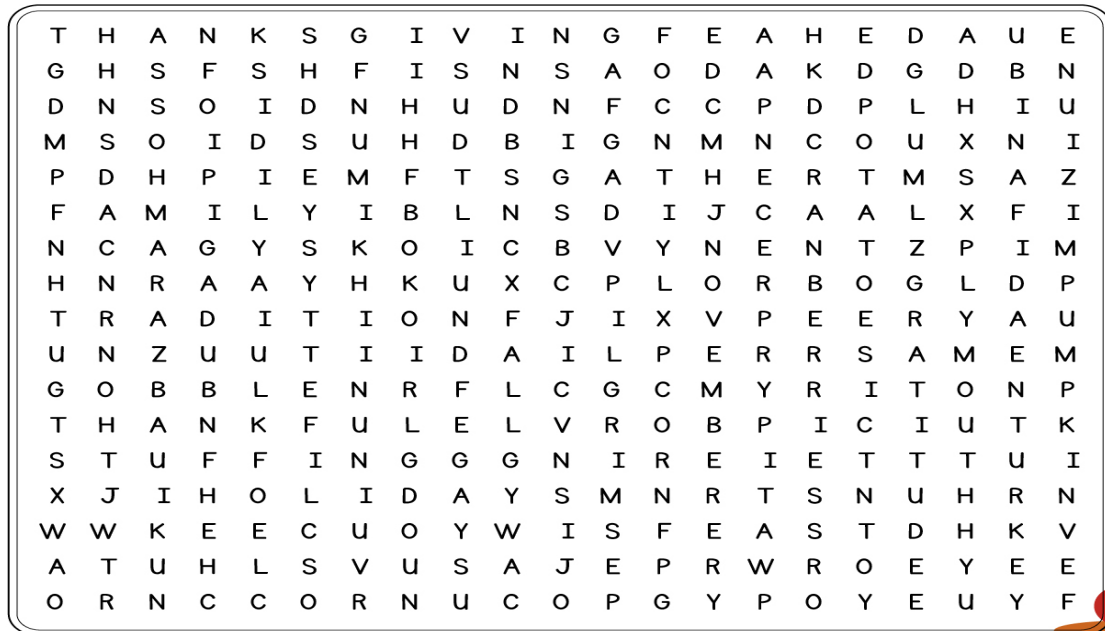 T H A N K S G I V I N G F E A H E D A U E
G H S F S H F I S N S A O D A K D G D B N
D N S O I D N H U D N F C C P D P L H I U
M S O I D S U H D B I G N M N C O U X N I
P D H P I E M F T S G A T H E R T M S A Z
F A M I L Y I B L N S D I J C A A L X F I
N C A G Y S K O I C B V Y N E N T Z P I M
H N R A A Y H K U X C P L O R B O G L D P
T R A D I T I O N F J I X V P E E R Y A U
U N Z U U T I I D A I L P E R R S A M E M
G O B B L E N R F L C G C M Y R I T O N P
T H A N K F U L E L V R O B P I C I U T K
S T U F F I N G G G N I R E I E T T T U I
X J I H O L I D A Y S M N R T S N U H R N
W W K E E C U O Y W I S F E A S T D H K V
A T U H L S V U S A J E P R W R O E Y E E
O R N C C O R N U C O P G Y P O Y E U Y F